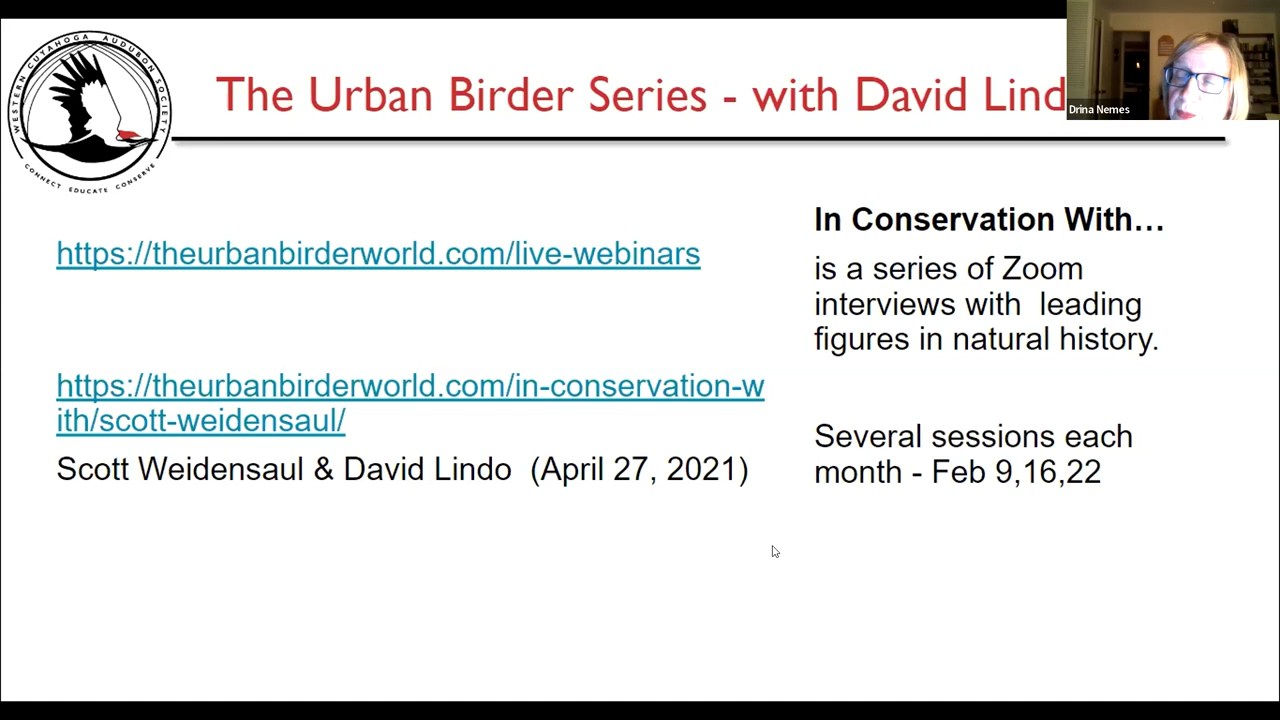 WESTERN CUYAHOGA AUDUBON SOCIETY
CONNECT EDUCATE CONSERVE
The Urban Birder Series - with David Lind
Drina Nemes
https://theurbanbirderworld.com/live-webinars
https://theurbanbirderworld.com/in-conservation-w
ith/scott-weidensaul/
Scott Weidensaul & David Lindo (April 27, 2021)
In Conservation With…
is a series of Zoom
interviews with leading
figures in natural history.
Several sessions each
month - Feb 9,16,22